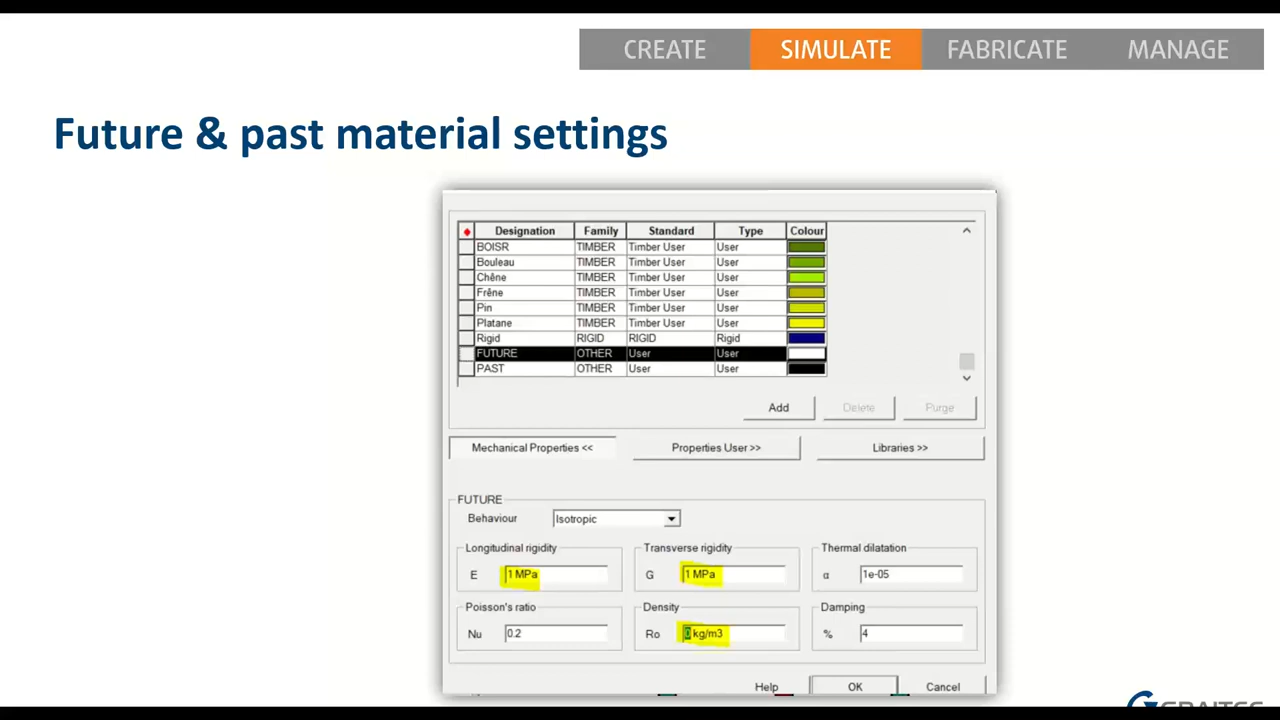 CREATE SIMULATE FABRICATE MANAGE
Future & past material settings
Designation Family Standard Type Colour
BOISR TIMBER Timber User User
Bouleau TIMBER Timber User User
Chêne TIMBER Timber User User
Frêne TIMBER Timber User User
Pin TIMBER Timber User User
Platane TIMBER Timber User User
Rigid RIGID RIGID Rigid
FUTURE OTHER User User
PAST OTHER User User
Add Delete Purge
Mechanical Properties << Properties User >> Libraries >>
FUTURE
Behaviour Isotropic
Longitudinal rigidity Transverse rigidity Thermal dilatation
E 1 MPa G 1 MPa α 1e-05
Poisson's ratio Density Damping
Nu 0.2 Ro 0 kg/m3 % 4
Help OK Cancel